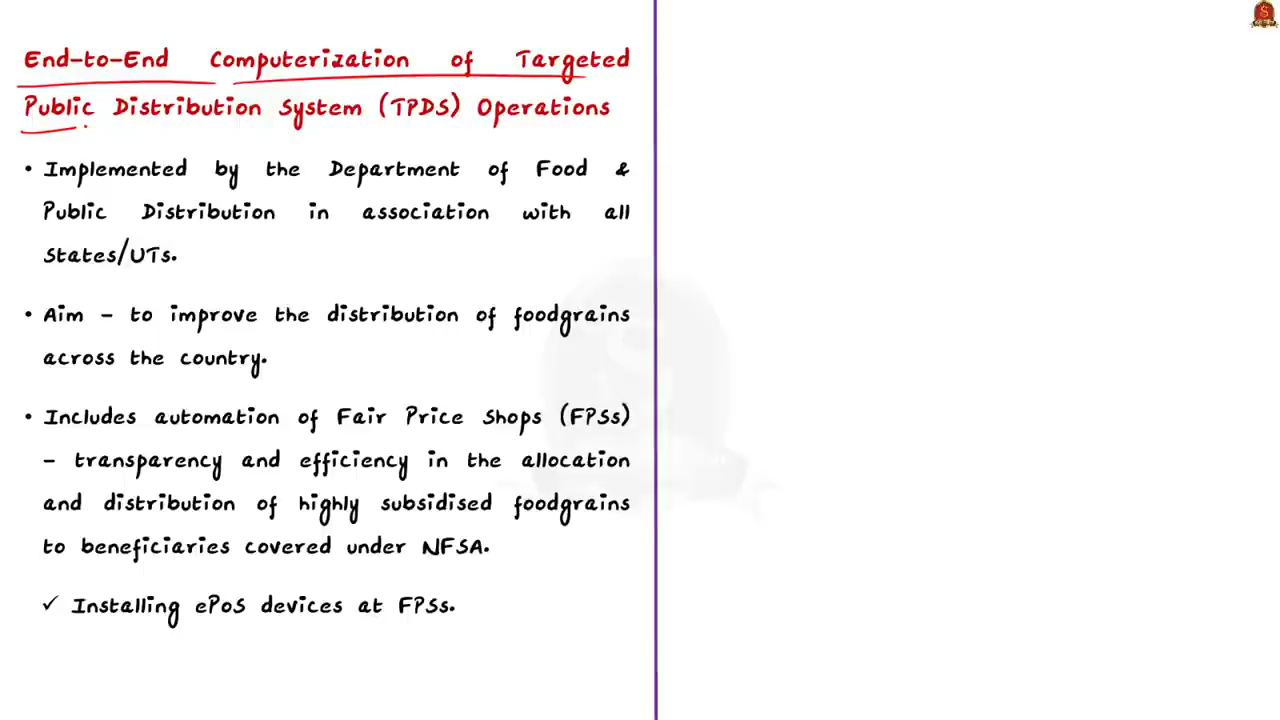 End-to-End Computerization of Targeted
Public Distribution System (TPDS) Operations
• Implemented by the Department of Food &
Public Distribution in association with all
States/UTs.
• Aim - to improve the distribution of foodgrains
across the country.
• Includes automation of Fair Price Shops (FPSs)
- transparency and efficiency in the allocation
and distribution of highly subsidised foodgrains
to beneficiaries covered under NFSA.
✓ Installing ePoS devices at FPSs.